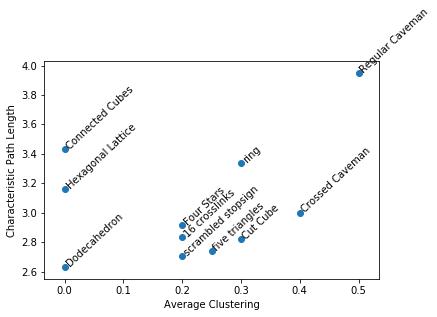 Regular Caveman
4.0
3.8
3.6
3.4
3.2
3.0
2.8
2.6
Characteristic Path Length
Connected Cubes
Hexagonal Lattice
ring
Crossed Caveman
Four Stars
16 crosslinks
scrambled stopsign
five triangles
Cut Cube
Dodecahedron
0.0 0.1 0.2 0.3 0.4 0.5
Average Clustering